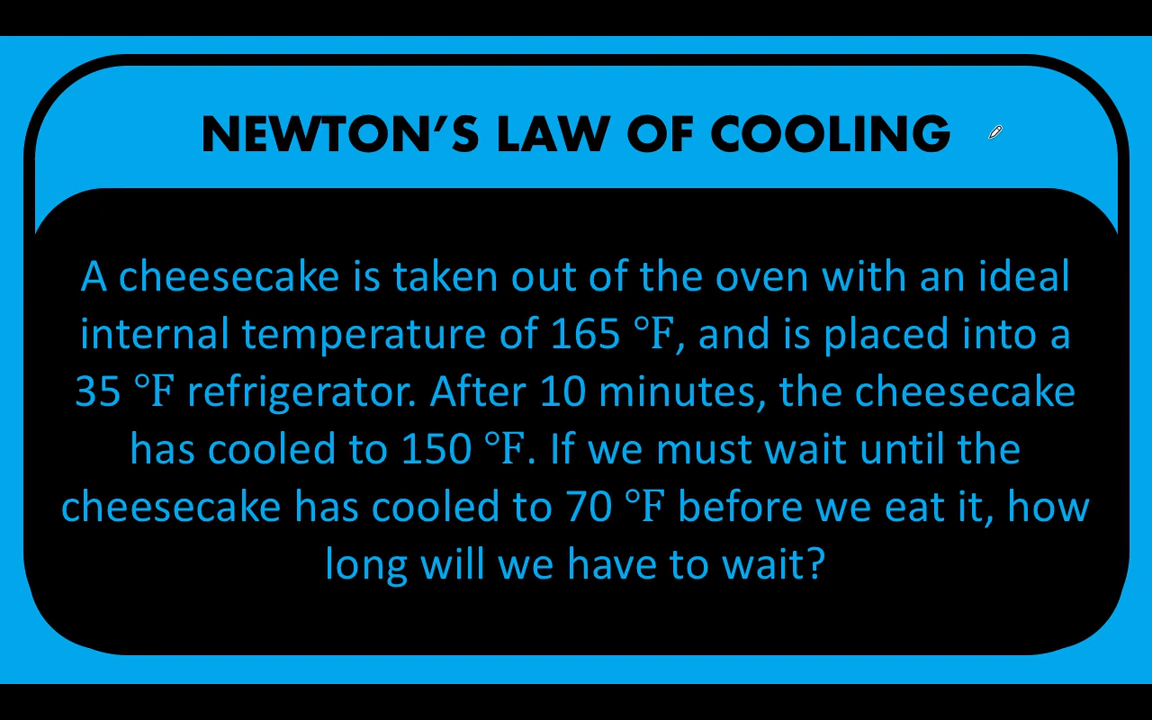 NEWTON’S LAW OF COOLING
A cheesecake is taken out of the oven with an ideal
internal temperature of 165 °F, and is placed into a
35 °F refrigerator. After 10 minutes, the cheesecake
has cooled to 150 °F. If we must wait until the
cheesecake has cooled to 70 °F before we eat it, how
long will we have to wait?